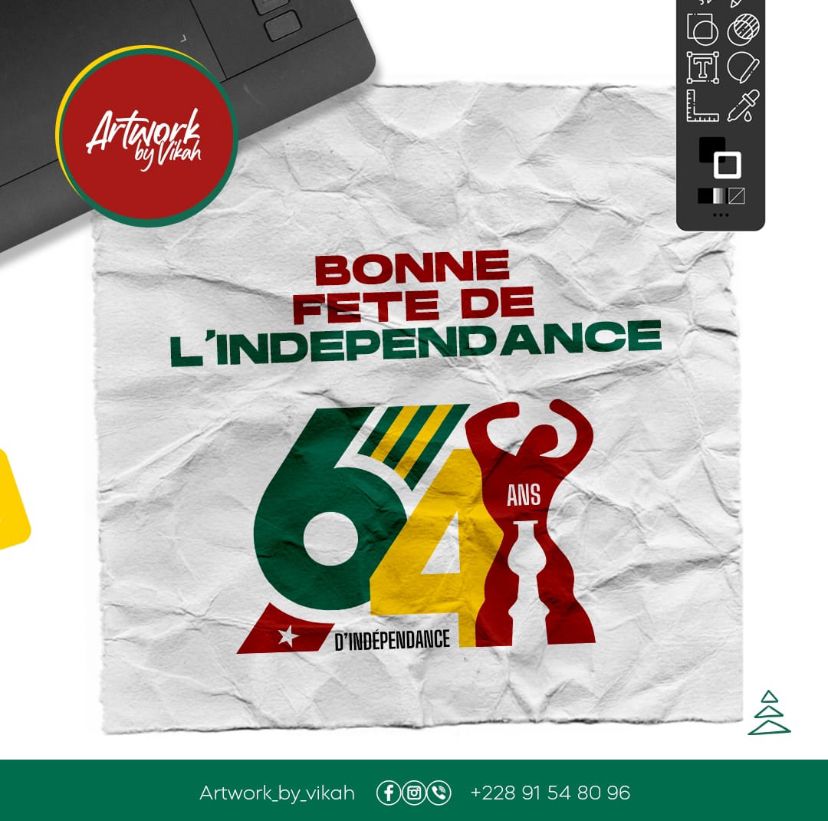 Artwork
by Vikah
T
BONNE
FETE DE
L'INDEPENDANCE
64
ANS
D'INDÉPENDANCE
Artwork_by_vikah +228 91 54 80 96